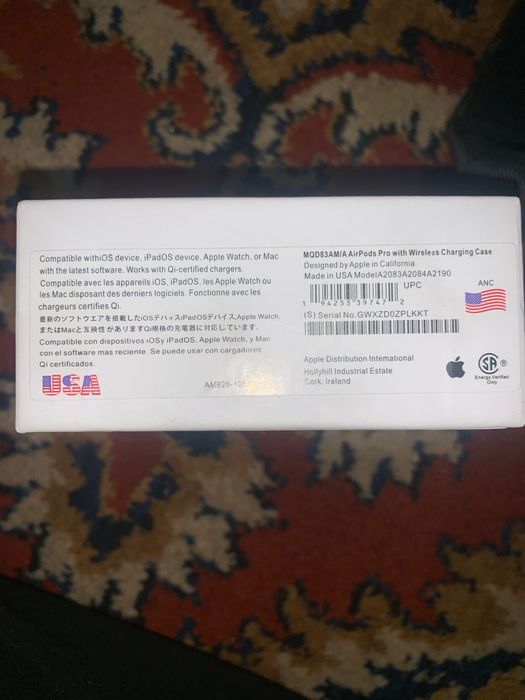 Compatible withiOS device, iPadOS device, Apple Watch, or Mac
with the latest software. Works with Qi-certified chargers.
Compatible avec les appareils iOS, iPadOS, les Apple Watch ou
les Mac disposant des derniers logiciels. Fonctionne avec les
chargeurs certifies Qi.
最新のソフトウエアを搭載したiOSデバイスiPadOSデバイス,Apple Watch,
またはMacと互換性がありますQi規格の充電器に対応しています.
Compatible con dispositivos iOSy iPadOS, Apple Watch, y Mac
con el software mas reciente Se puede usar con cargadores
Qi certificados.
USA
MQD83AM/A AirPods Pro with Wireless Charging Case
Designed by Apple in California
Made in USA ModelA2083A2084A2190
UPC
ANC
1 94253 39747 2
(S) Serial No.GWXZD0ZPLKKT
Apple Distribution International
Hollyhill Industrial Estate
Cork, Ireland
SA ®
Energy Verified
Only